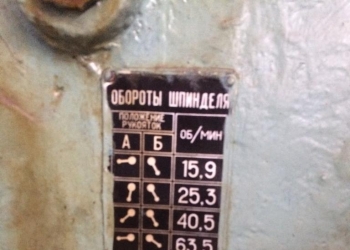 ОБОРОТЫ ШПИНДЕЛЯ
ПОЛОЖЕНИЕ
РУКОЯТОК
ОБ/МИН
А Б
15,9
25,3
40,5
63,5